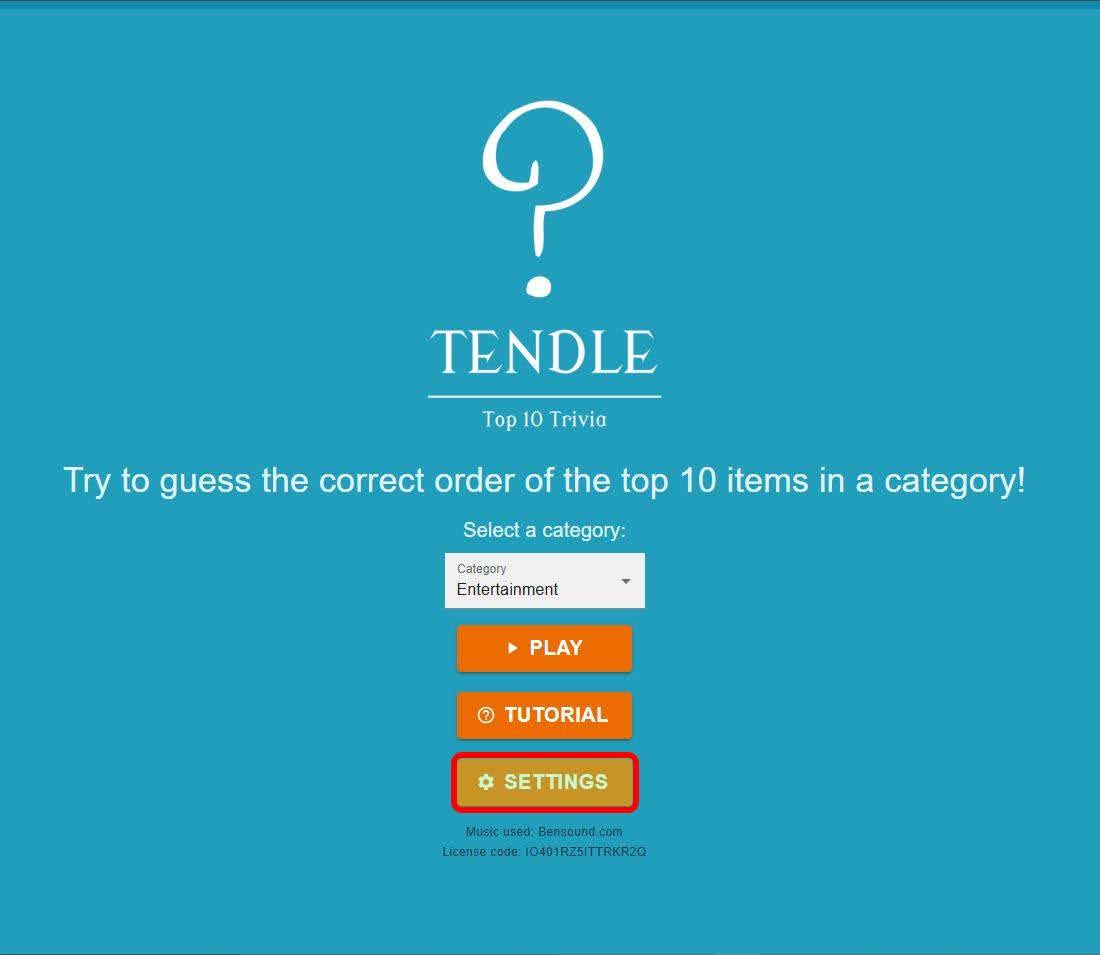 TENDLE
Top 10 Trivia
Try to guess the correct order of the top 10 items in a category!
Select a category:
Category
Entertainment
PLAY
TUTORIAL
SETTINGS
Music used: Bensound.com
License code: IO401RZ5ITTRKR2Q